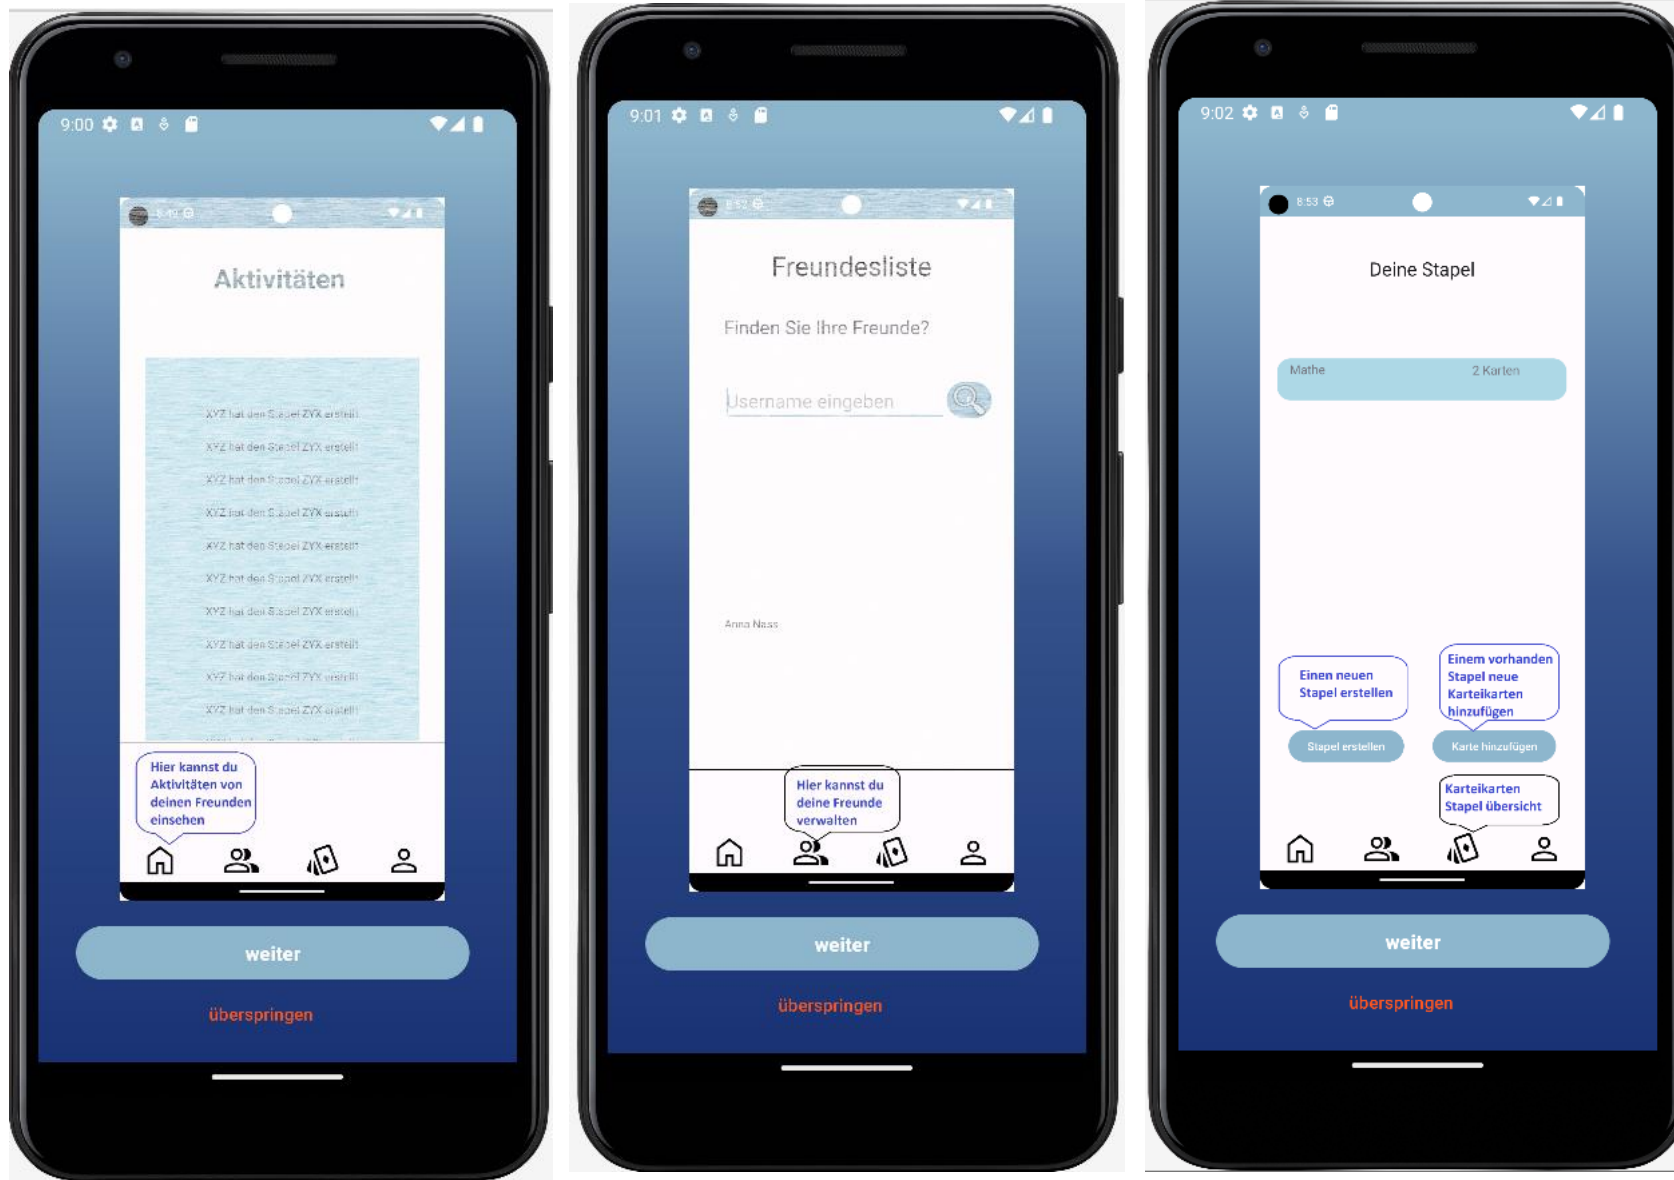 9:00
8:49
Aktivitäten
XYZ hat den Stapel ZYX erstellt
XYZ hat den Stapel ZYX erstellt
XYZ hat den Stapel ZYX erstellt
XYZ hat den Stapel ZYX erstellt
XYZ hat den Stapel ZYX erstellt
XYZ hat den Stapel ZYX erstellt
XYZ hat den Stapel ZYX erstellt
XYZ hat den Stapel ZYX erstellt
XYZ hat den Stapel ZYX erstellt
XYZ hat den Stapel ZYX erstellt
Hier kannst du
Aktivitäten von
deinen Freunden
einsehen
weiter
überspringen
9:01
8:52
Freundesliste
Finden Sie Ihre Freunde?
Username eingeben
Anna Nass
Hier kannst du
deine Freunde
verwalten
weiter
überspringen
9:02
8:53
Deine Stapel
Mathe 2 Karten
Einen neuen
Stapel erstellen
Einem vorhanden
Stapel neue
Karteikarten
hinzufügen
Stapel erstellen
Karte hinzufügen
Karteikarten
Stapel übersicht
weiter
überspringen